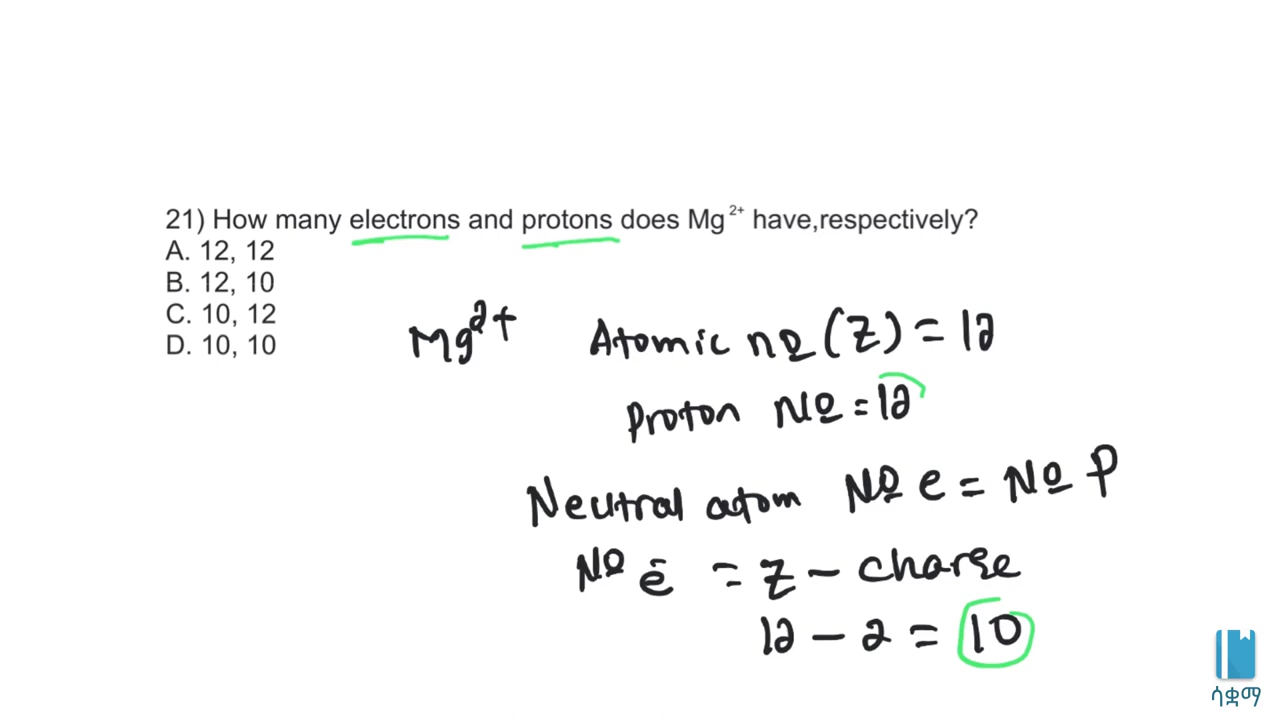 21) How many electrons and protons does Mg 2+ have,respectively?
A. 12, 12
B. 12, 10
C. 10, 12
D. 10, 10
Mg2+ Atomic no (Z) = 12
Proton No = 12
Neutral atom No e = No P
No e- = Z - charge
12 - 2 = 10
ሳቋማ